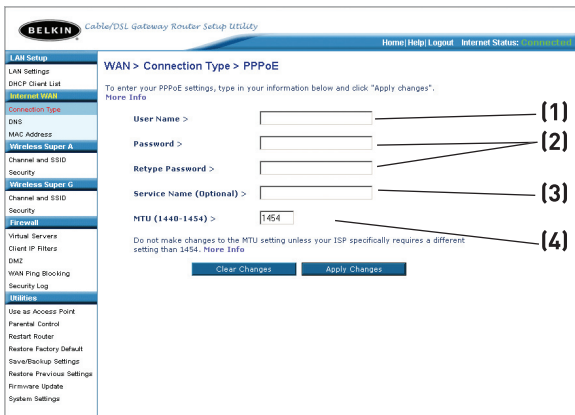 BELKIN
Cable/DSL Gateway Router Setup Utility
Home|Help|Logout Internet Status: Connected
LAN Setup
LAN Settings
DHCP Client List
Internet WAN
Connection Type
DNS
MAC Address
Wireless Super A
Channel and SSID
Security
Wireless Super G
Channel and SSID
Security
Firewall
Virtual Servers
Client IP Filters
DMZ
WAN Ping Blocking
Security Log
Utilities
Use as Access Point
Parental Control
Restart Router
Restore Factory Default
Save/Backup Settings
Restore Previous Settings
Firmware Update
System Settings
WAN > Connection Type > PPPoE
To enter your PPPoE settings, type in your information below and click "Apply changes".
More Info
User Name >
(1)
Password >
(2)
Retype Password >
Service Name (Optional) >
(3)
MTU (1440-1454) > 1454
(4)
Do not make changes to the MTU setting unless your ISP specifically requires a different
setting than 1454. More Info
Clear Changes Apply Changes